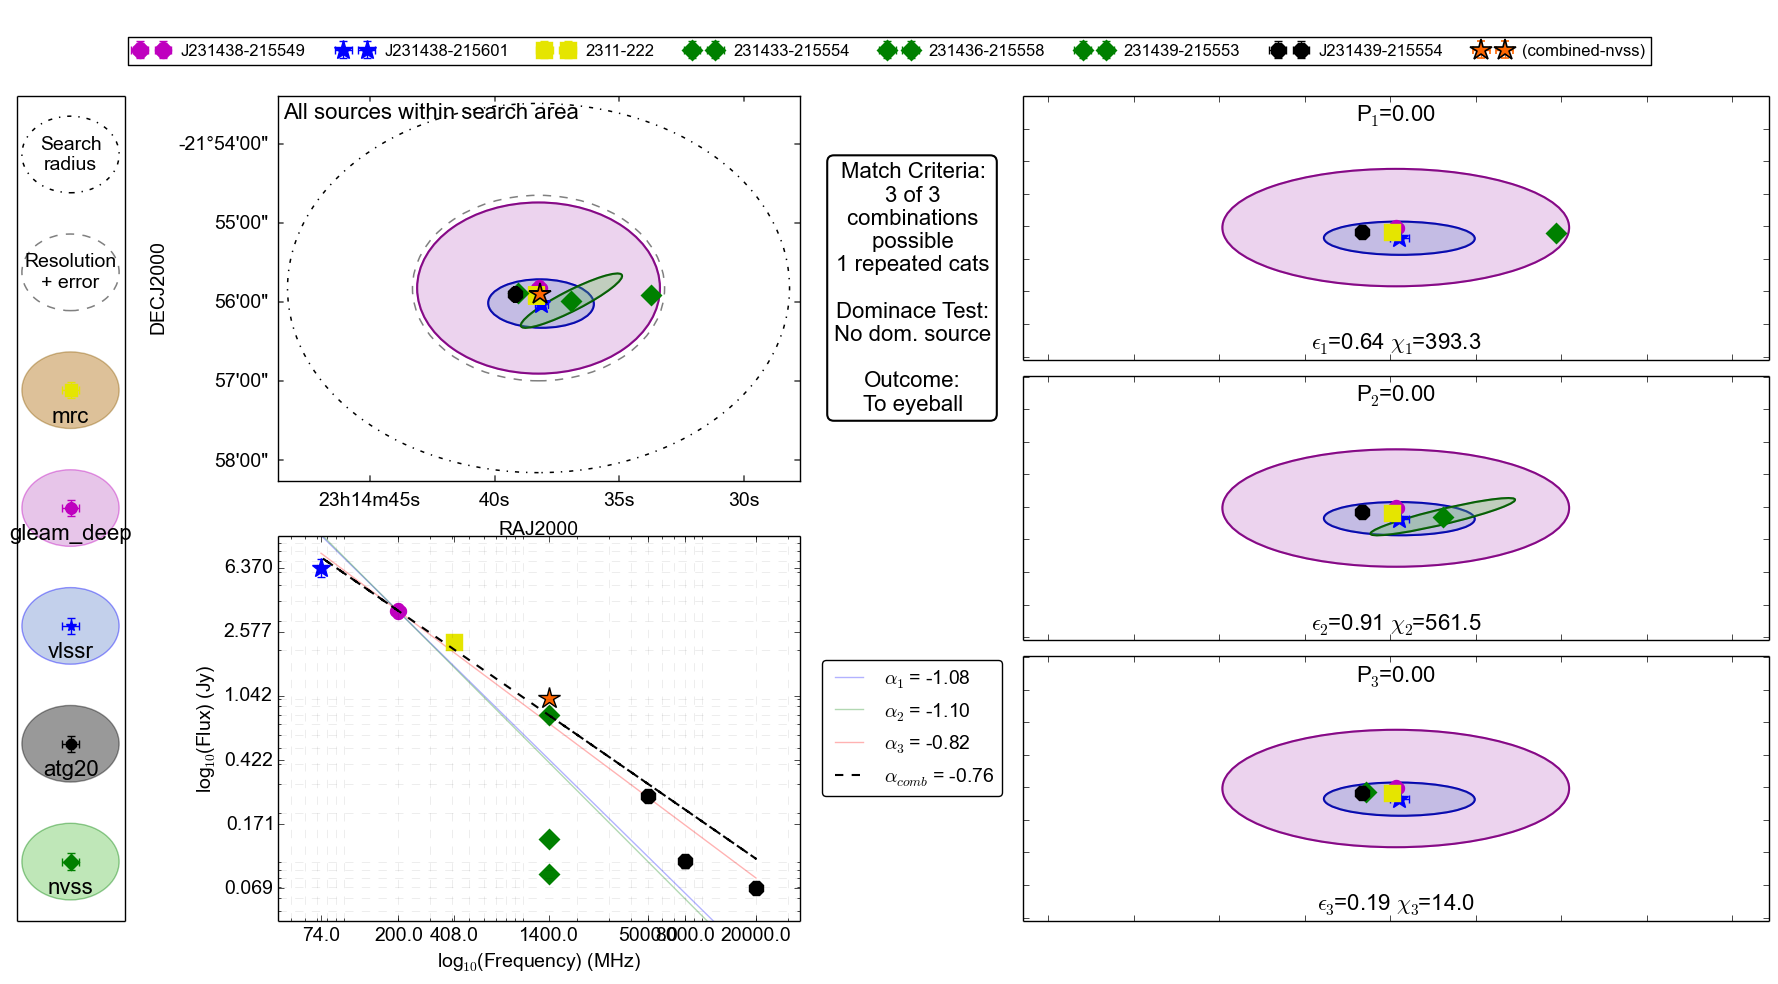 J231438-215549 J231438-215601 2311-222 231433-215554 231436-215558 231439-215553 J231439-215554 (combined-nvss)
Search
radius
Resolution
+ error
mrc
gleam_deep
vlssr
atg20
nvss
All sources within search area
DECJ2000
-21°54'00"
55'00"
56'00"
57'00"
58'00"
23h14m45s 40s 35s 30s
RAJ2000
log10(Flux) (Jy)
6.370
2.577
1.042
0.422
0.171
0.069
74.0 200.0 408.0 1400.0 5000.0 8000.0 20000.0
log10(Frequency) (MHz)
Match Criteria:
3 of 3
combinations
possible
1 repeated cats
Dominace Test:
No dom. source
Outcome:
To eyeball
α1 = -1.08
α2 = -1.10
α3 = -0.82
αcomb = -0.76
P1=0.00
ϵ1=0.64 χ1=393.3
P2=0.00
ϵ2=0.91 χ2=561.5
P3=0.00
ϵ3=0.19 χ3=14.0